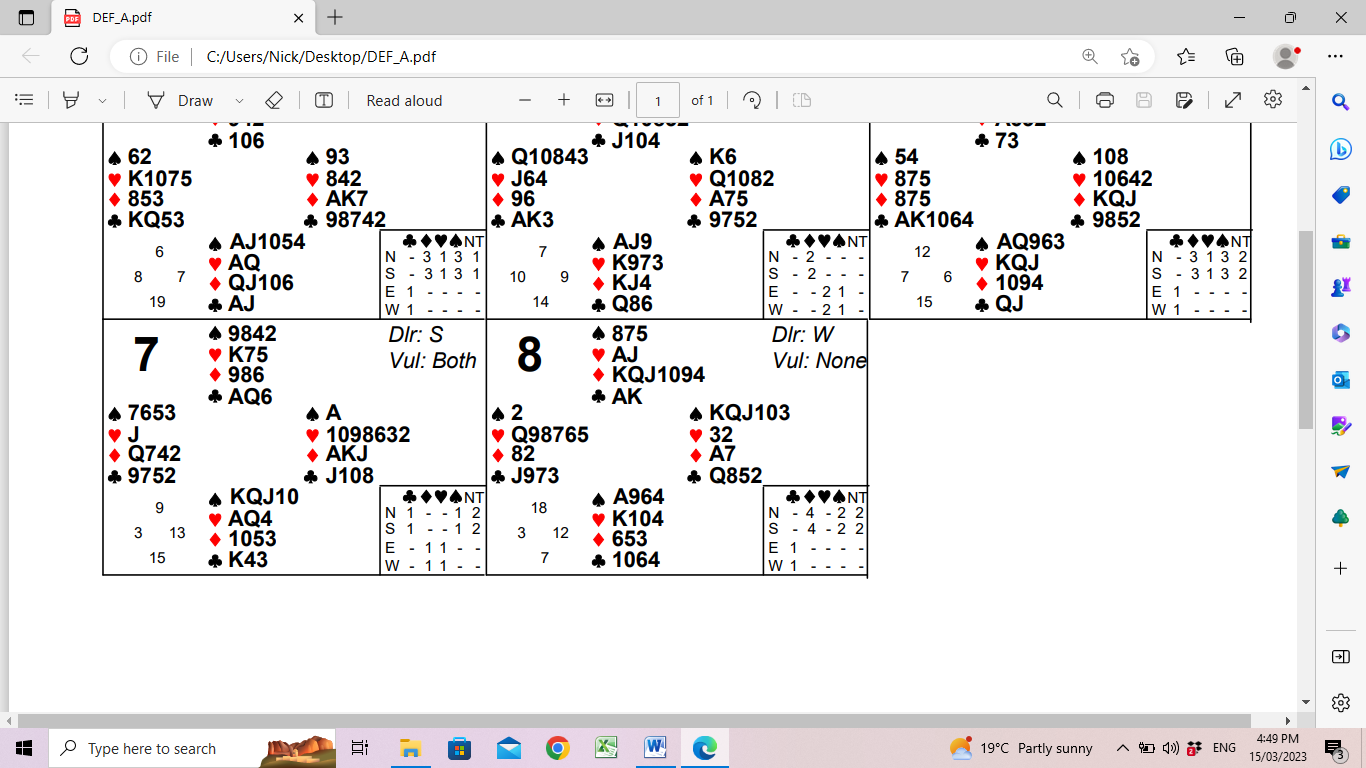 DEF_A.pdf
File C:/Users/Nick/Desktop/DEF_A.pdf
Draw Read aloud 1 of 1
♣ 106 ♣ J104 ♣ 73
♠ 62 ♠ 93 ♠ Q10843 ♠ K6 ♠ 54 ♠ 108
♥ K1075 ♥ 842 ♥ J64 ♥ Q1082 ♥ 875 ♥ 10642
♦ 853 ♦ AK7 ♦ 96 ♦ A75 ♦ 875 ♦ KQJ
♣ KQ53 ♣ 98742 ♣ AK3 ♣ 9752 ♣ AK1064 ♣ 9852
♠ AJ1054 ♠ AJ9 ♠ AQ963
♥ AQ ♥ K973 ♥ KQJ
♦ QJ106 ♦ KJ4 ♦ 1094
♣ AJ ♣ Q86 ♣ QJ
6 7 12
8 7 10 9 7 6
19 14 15
♣♦♥♠NT ♣♦♥♠NT ♣♦♥♠NT
N - 3 1 3 1 N - 2 - - - N - 3 1 3 2
S - 3 1 3 1 S - 2 - - - S - 3 1 3 2
E 1 - - - - E - - 2 1 - E 1 - - - -
W 1 - - - - W - - 2 1 - W 1 - - - -
7 Dlr: S 8 Dlr: W
Vul: Both Vul: None
♠ 9842 ♠ 875
♥ K75 ♥ AJ
♦ 986 ♦ KQJ1094
♣ AQ6 ♣ AK
♠ 7653 ♠ A ♠ 2 ♠ KQJ103
♥ J ♥ 1098632 ♥ Q98765 ♥ 32
♦ Q742 ♦ AKJ ♦ 82 ♦ A7
♣ 9752 ♣ J108 ♣ J973 ♣ Q852
♠ KQJ10 ♠ A964
♥ AQ4 ♥ K104
♦ 1053 ♦ 653
♣ K43 ♣ 1064
9 18
3 13 3 12
15 7
♣♦♥♠NT ♣♦♥♠NT
N 1 - - 1 2 N - 4 - 2 2
S 1 - - 1 2 S - 4 - 2 2
E - 1 1 - - E 1 - - - -
W - 1 1 - - W 1 - - - -
Type here to search 19°C Partly sunny ENG 4:49 PM
15/03/2023 3